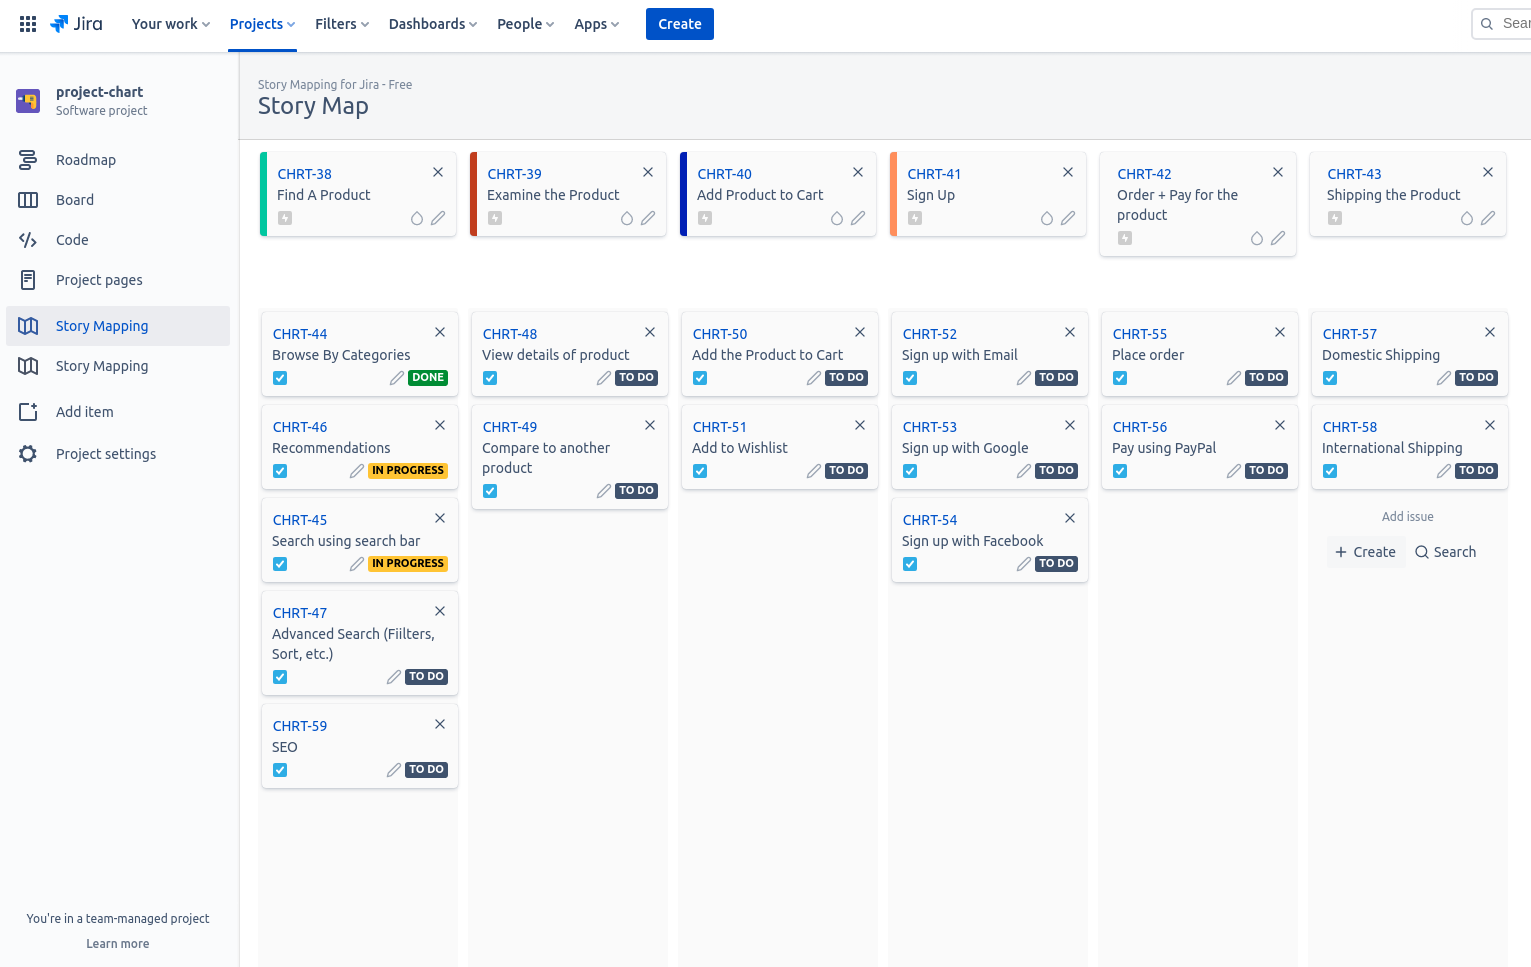 Jira
Your work
Projects
Filters
Dashboards
People
Apps
Create
Sear
project-chart
Software project
Roadmap
Board
Code
Project pages
Story Mapping
Story Mapping
Add item
Project settings
You're in a team-managed project
Learn more
Story Mapping for Jira - Free
Story Map
CHRT-38
Find A Product
CHRT-39
Examine the Product
CHRT-40
Add Product to Cart
CHRT-41
Sign Up
CHRT-42
Order + Pay for the
product
CHRT-43
Shipping the Product
CHRT-44
Browse By Categories
DONE
CHRT-46
Recommendations
IN PROGRESS
CHRT-45
Search using search bar
IN PROGRESS
CHRT-47
Advanced Search (Fiilters,
Sort, etc.)
TO DO
CHRT-59
SEO
TO DO
CHRT-48
View details of product
TO DO
CHRT-49
Compare to another
product
TO DO
CHRT-50
Add the Product to Cart
TO DO
CHRT-51
Add to Wishlist
TO DO
CHRT-52
Sign up with Email
TO DO
CHRT-53
Sign up with Google
TO DO
CHRT-54
Sign up with Facebook
TO DO
CHRT-55
Place order
TO DO
CHRT-56
Pay using PayPal
TO DO
CHRT-57
Domestic Shipping
TO DO
CHRT-58
International Shipping
TO DO
Add issue
Create
Search